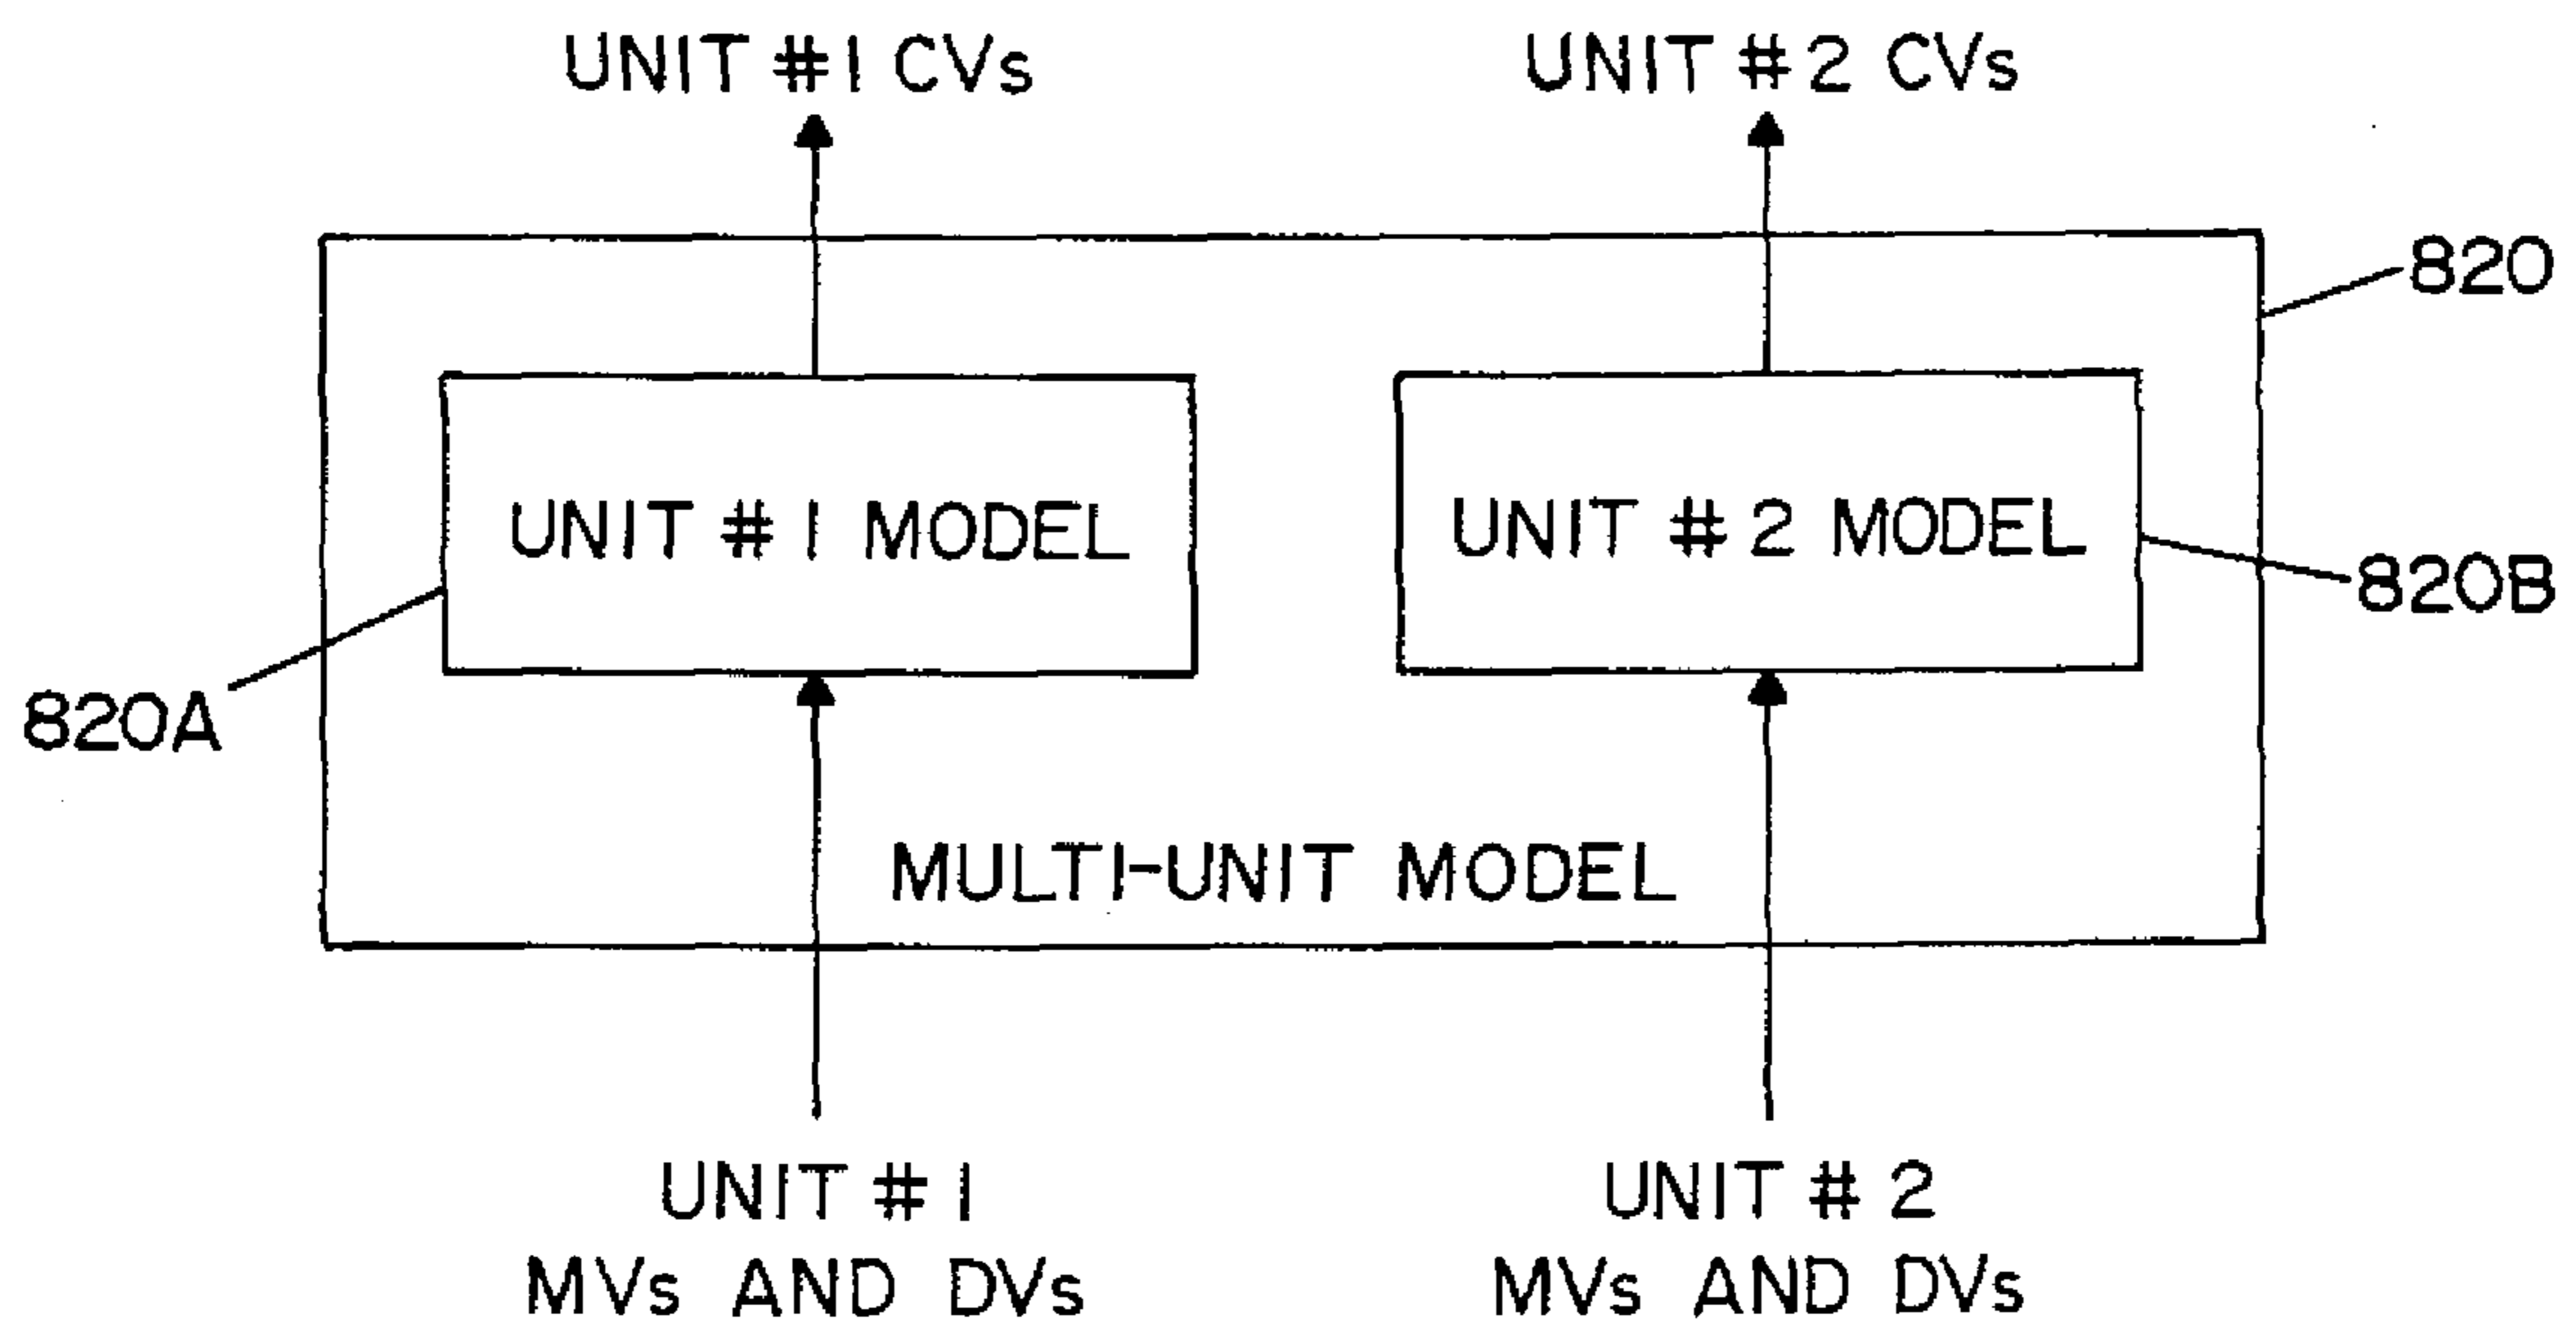 UNIT #1 CVs
UNIT #2 CVs
820
UNIT #1 MODEL
UNIT #2 MODEL
820B
820A
MULTI-UNIT MODEL
UNIT #1
MVs AND DVs
UNIT #2
MVs AND DVs